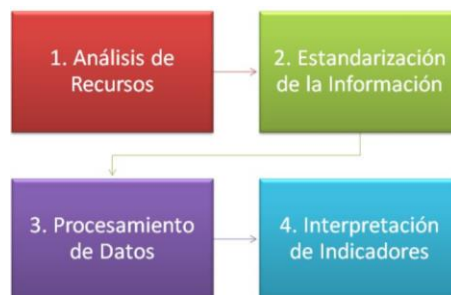 1. Análisis de
Recursos
2. Estandarización
de la Información
3. Procesamiento
de Datos
4. Interpretación
de Indicadores